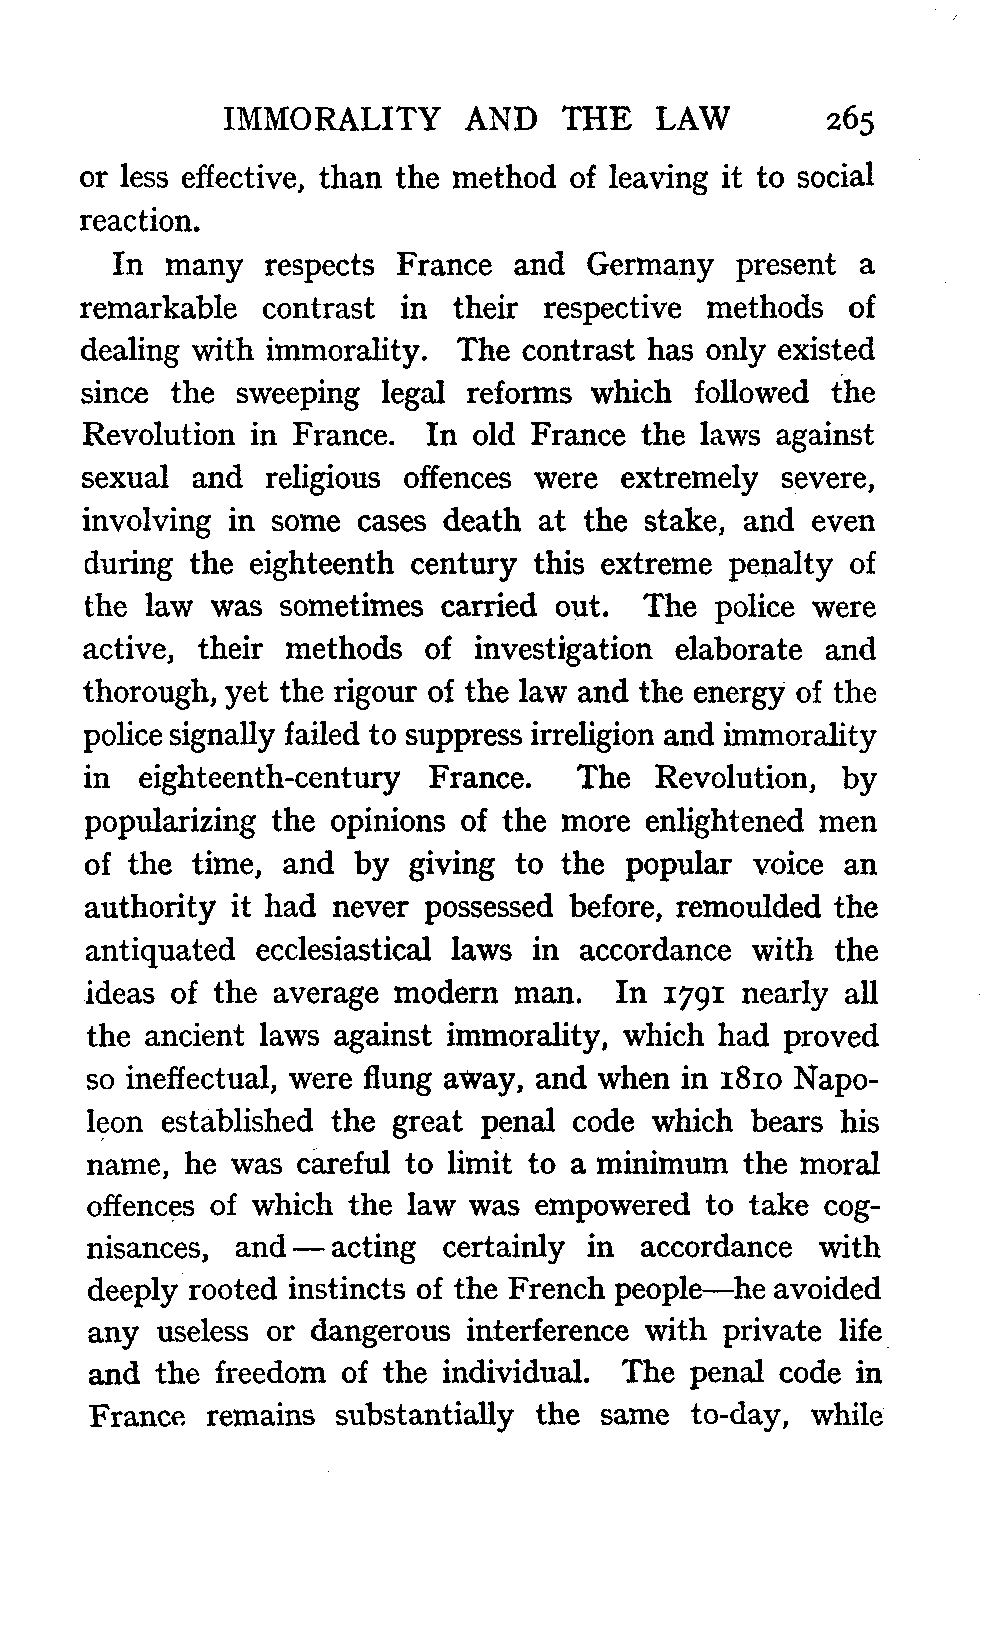 IMMORALITY AND THE LAW 265
or less effective, than the method of leaving it to social
reaction.
In many respects France and Germany present a
remarkable contrast in their respective methods of
dealing with immorality. The contrast has only existed
since the sweeping legal reforms which followed the
Revolution in France. In old France the laws against
sexual and religious offences were extremely severe,
involving in some cases death at the stake, and even
during the eighteenth century this extreme penalty of
the law was sometimes carried out. The police were
active, their methods of investigation elaborate and
thorough, yet the rigour of the law and the energy of the
police signally failed to suppress irreligion and immorality
in eighteenth-century France. The Revolution, by
popularizing the opinions of the more enlightened men
of the time, and by giving to the popular voice an
authority it had never possessed before, remoulded the
antiquated ecclesiastical laws in accordance with the
ideas of the average modern man. In 1791 nearly all
the ancient laws against immorality, which had proved
so ineffectual, were flung away, and when in 1810 Napo-
leon established the great penal code which bears his
name, he was careful to limit to a minimum the moral
offences of which the law was empowered to take cog-
nisances, and — acting certainly in accordance with
deeply rooted instincts of the French people—he avoided
any useless or dangerous interference with private life
and the freedom of the individual. The penal code in
France remains substantially the same to-day, while